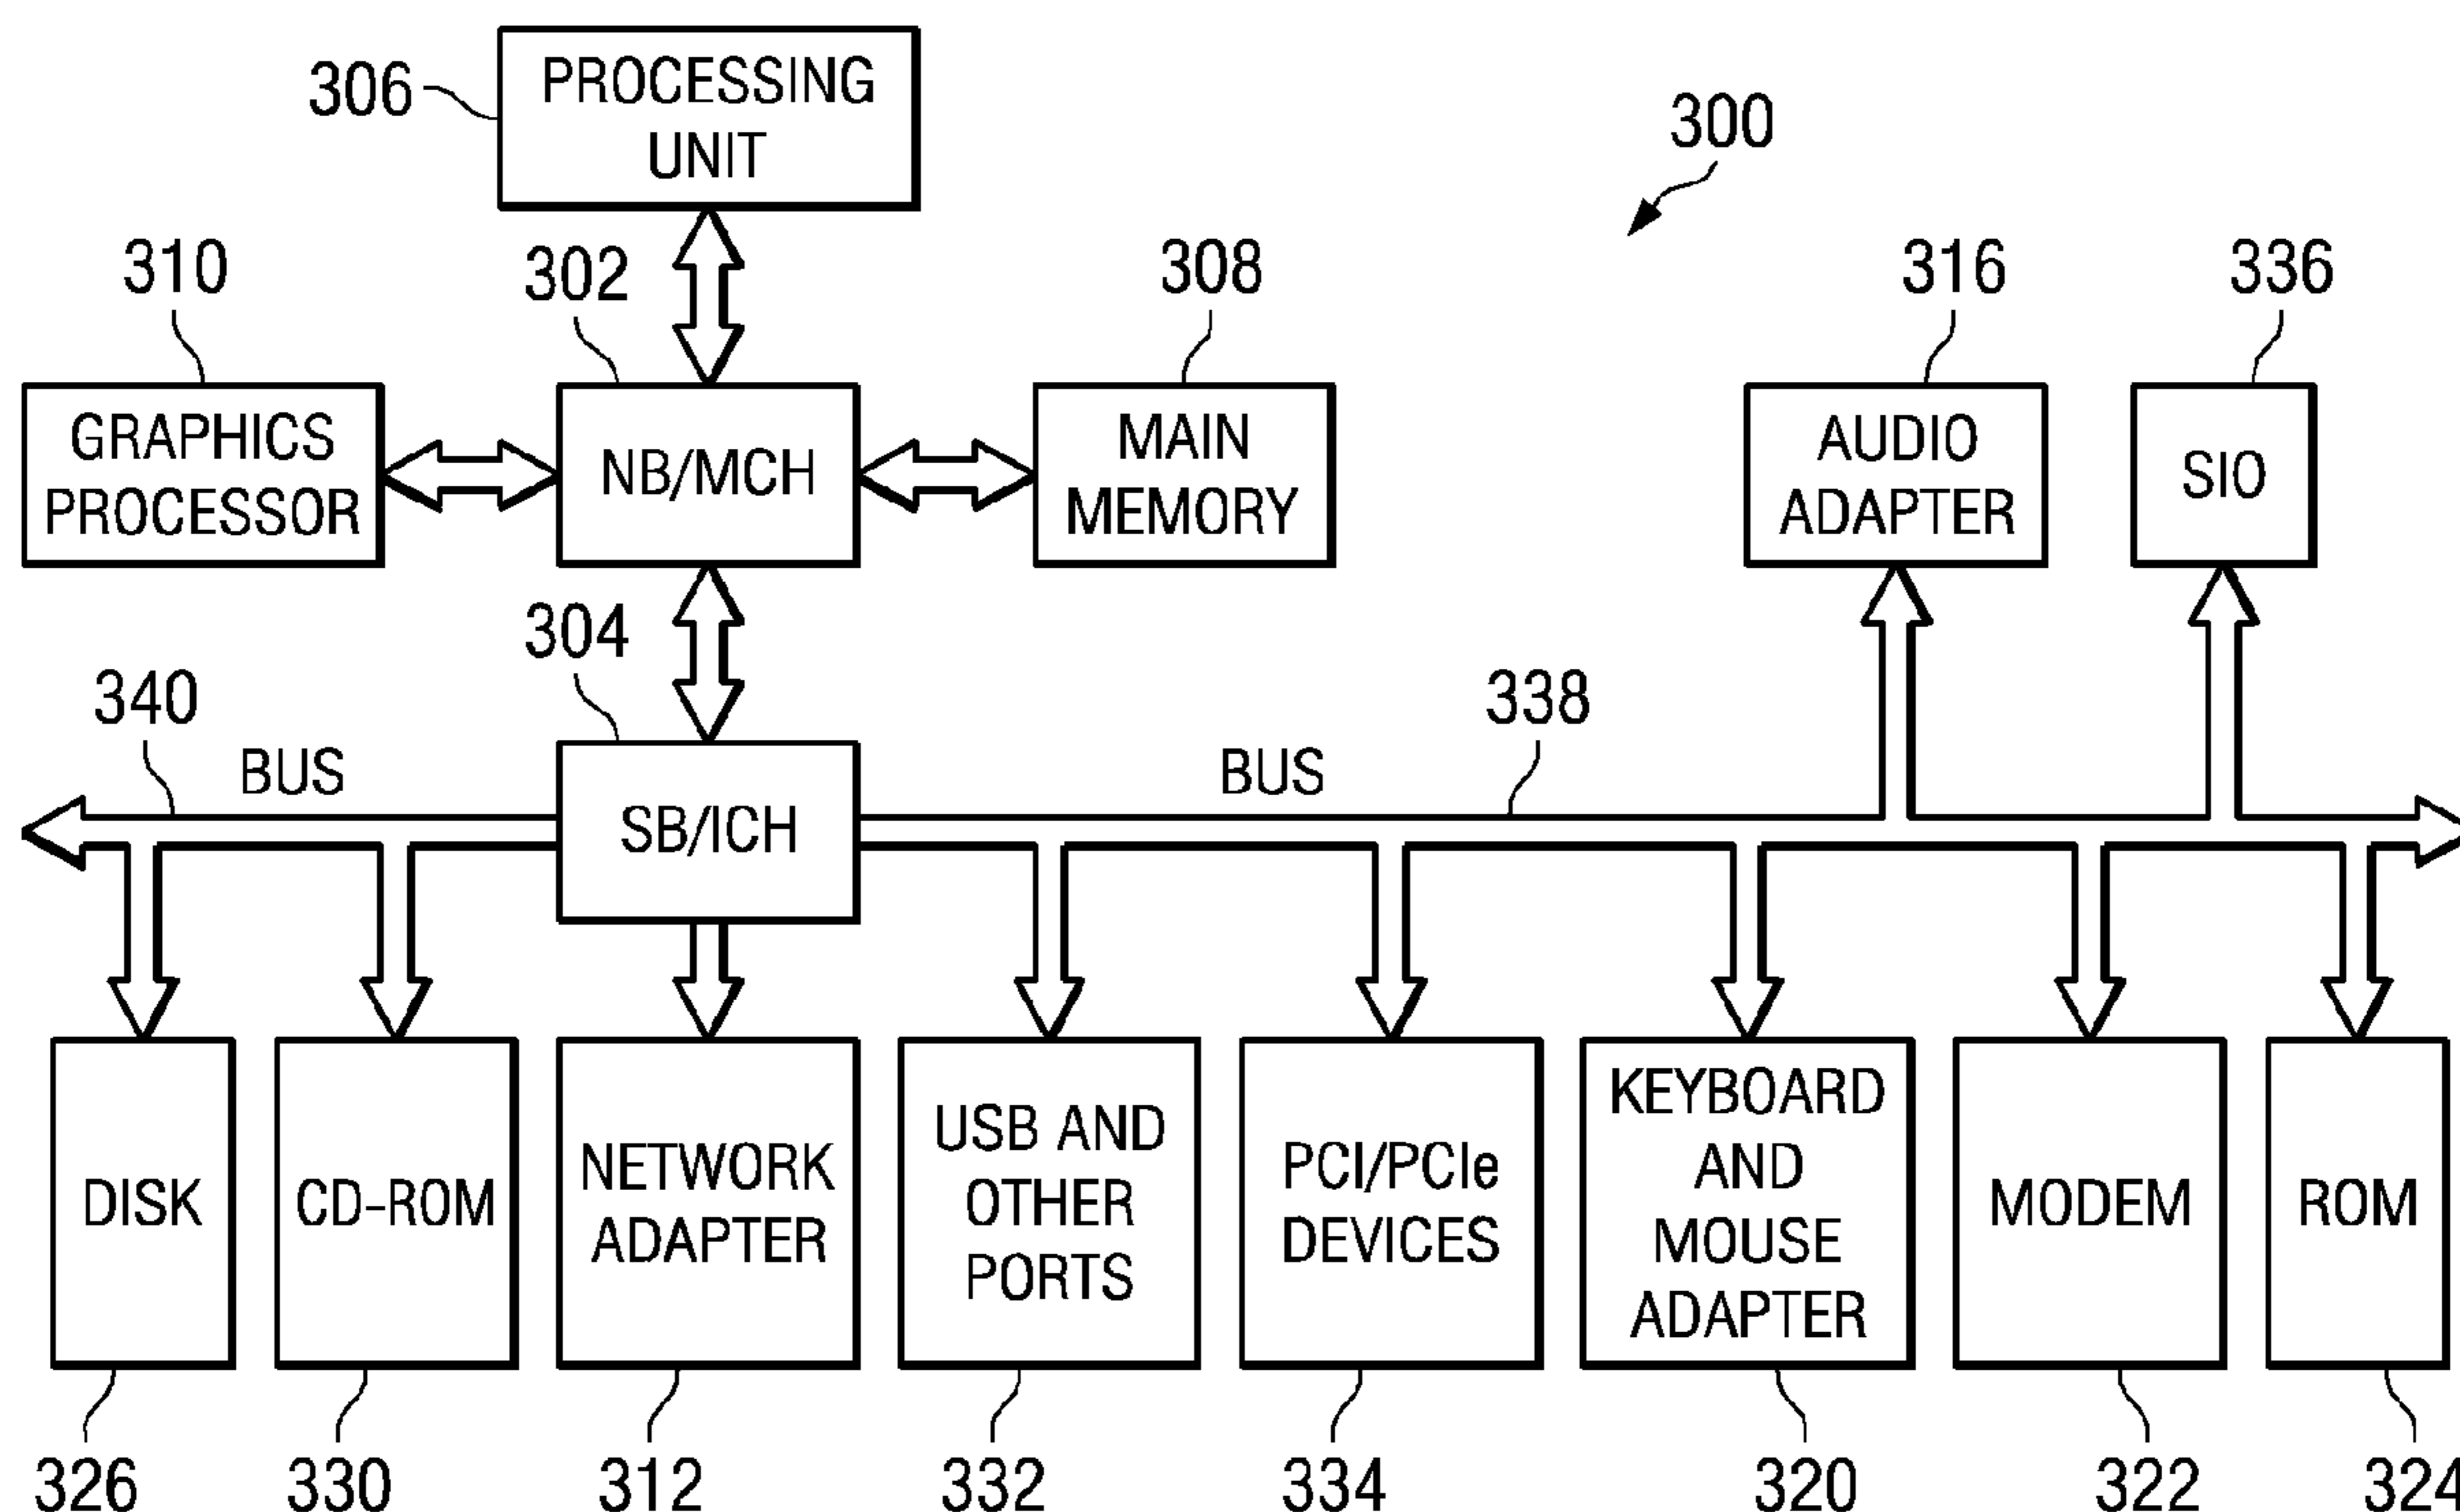 PROCESSING
UNIT
306
300
310
302
308
316
336
GRAPHICS
PROCESSOR
NB/MCH
MAIN
MEMORY
AUDIO
ADAPTER
SIO
304
340
338
BUS
BUS
SB/ICH
DISK
CD-ROM
NETWORK
ADAPTER
USB AND
OTHER
PORTS
PCI/PCIe
DEVICES
KEYBOARD
AND
MOUSE
ADAPTER
MODEM
ROM
326
330
312
332
334
320
322
324